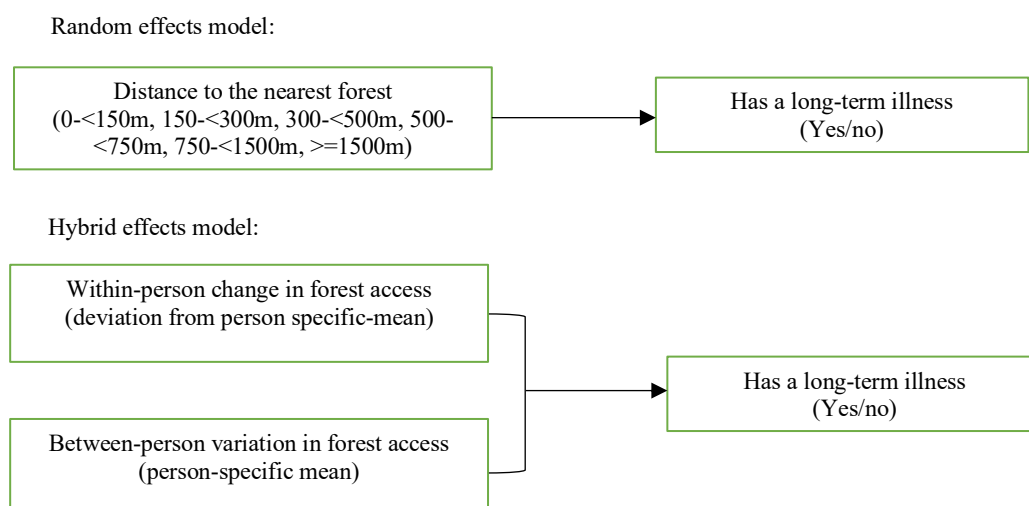 Random effects model:
Distance to the nearest forest
(0-<150m, 150-<300m, 300-<500m, 500-
<750m, 750-<1500m, >=1500m)
Has a long-term illness
(Yes/no)
Hybrid effects model:
Within-person change in forest access
(deviation from person specific-mean)
Has a long-term illness
(Yes/no)
Between-person variation in forest access
(person-specific mean)